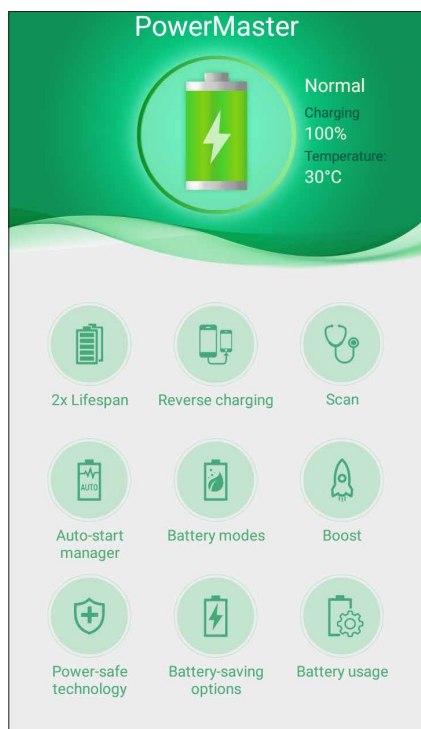 PowerMaster
Normal
Charging
100%
Temperature:
30°C
2x Lifespan
Reverse charging
Scan
AUTO
Auto-start
manager
Battery modes
Boost
Power-safe
technology
Battery-saving
options
Battery usage